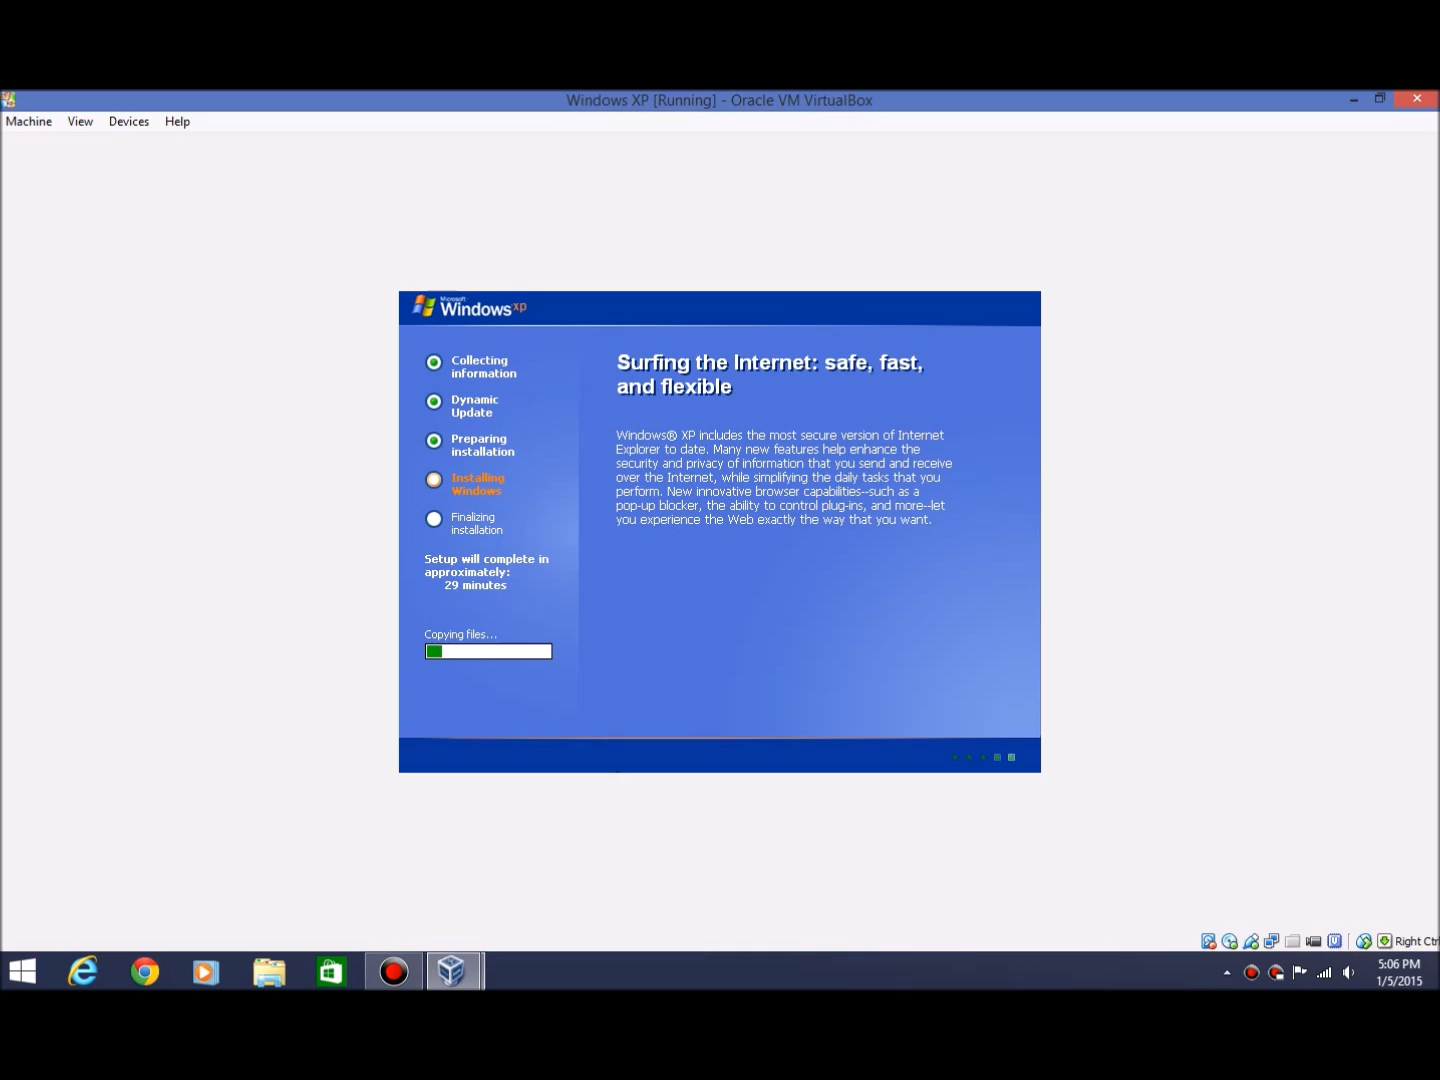 Windows XP [Running] - Oracle VM VirtualBox
Machine View Devices Help
Microsoft
Windows xp
Collecting
information
Dynamic
Update
Preparing
installation
Installing
Windows
Finalizing
installation
Setup will complete in
approximately:
29 minutes
Copying files...
Surfing the Internet: safe, fast,
and flexible
Windows® XP includes the most secure version of Internet
Explorer to date. Many new features help enhance the
security and privacy of information that you send and receive
over the Internet, while simplifying the daily tasks that you
perform. New innovative browser capabilities--such as a
pop-up blocker, the ability to control plug-ins, and more--let
you experience the Web exactly the way that you want.
Right Ctrl
5:06 PM
1/5/2015